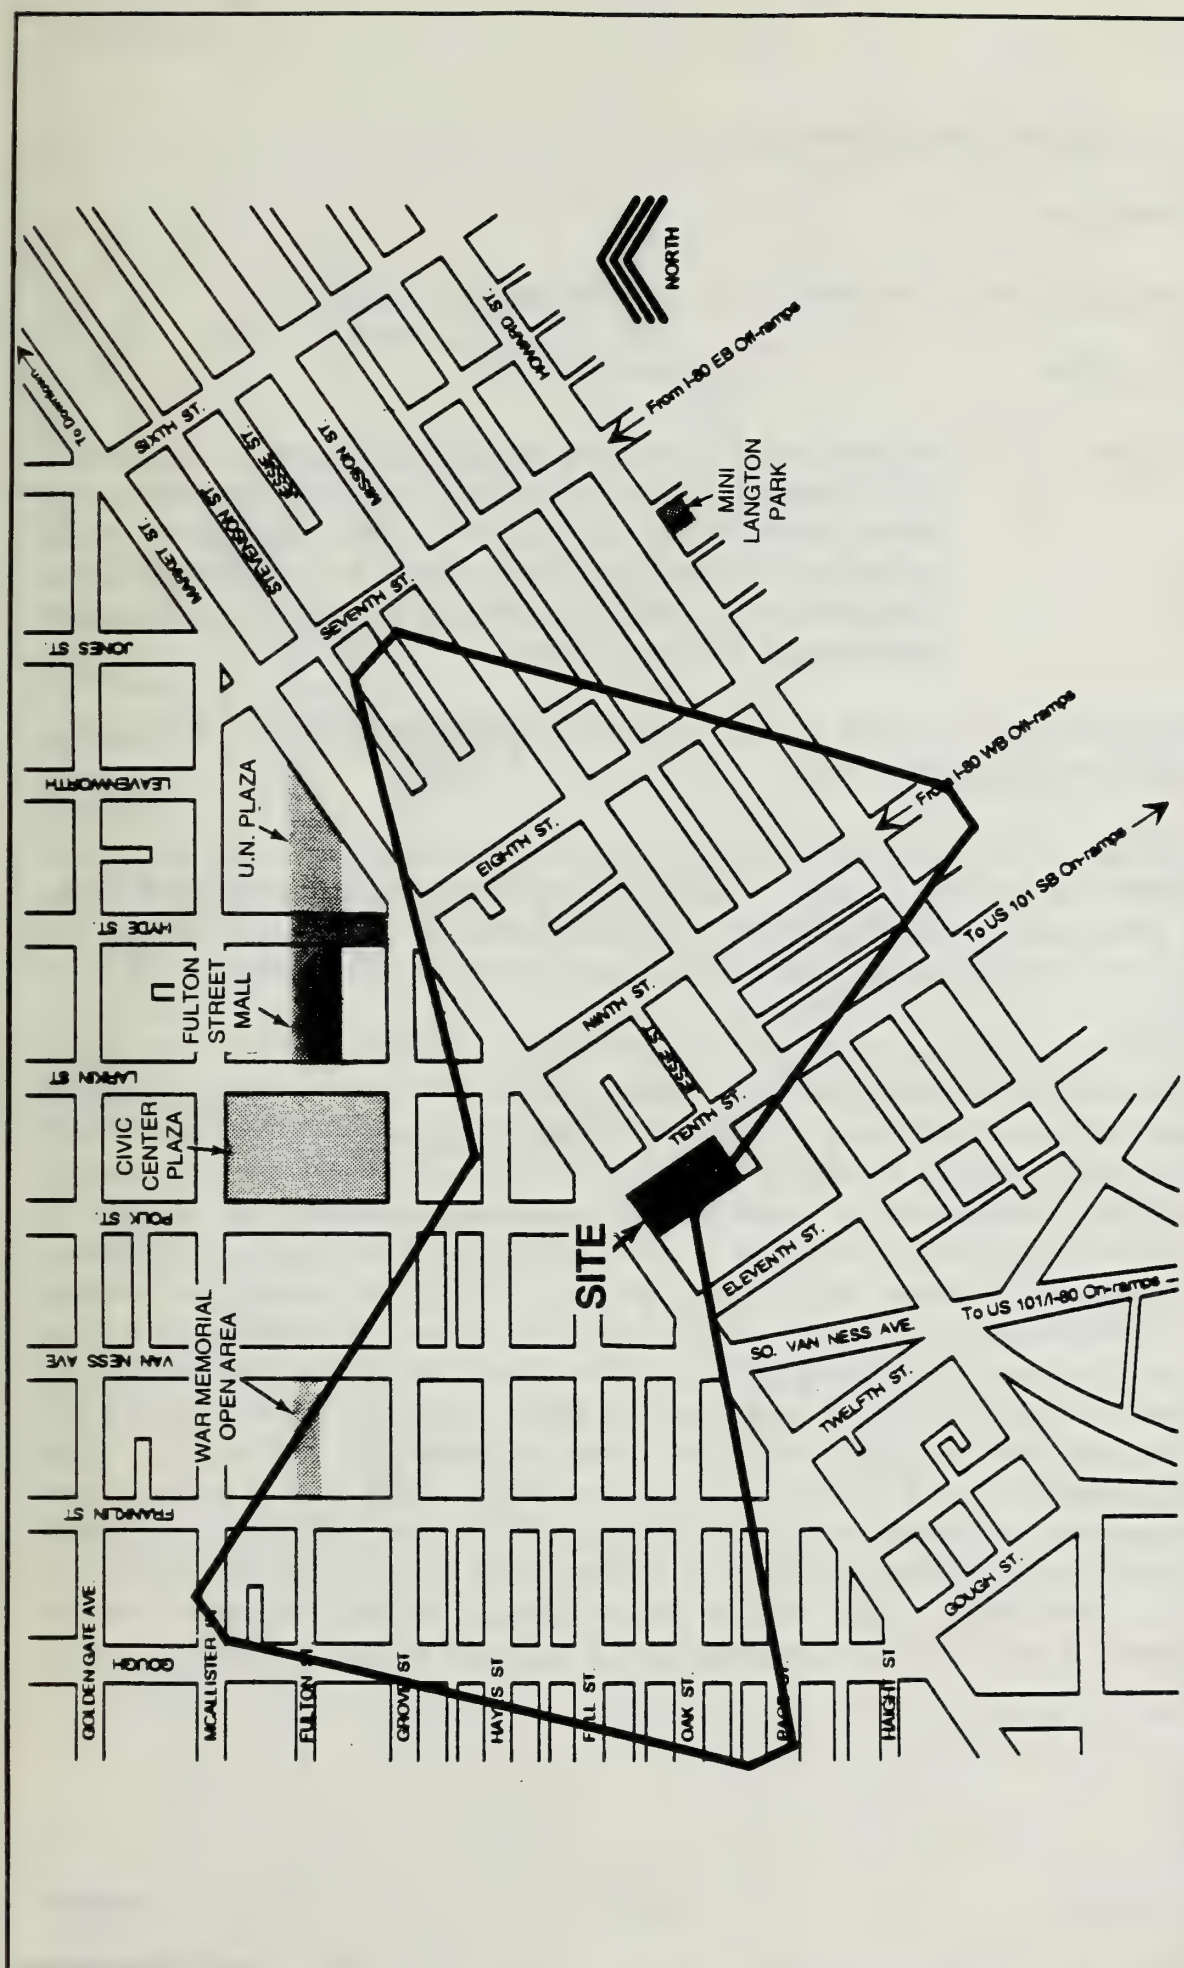 GOLDEN GATE AVE.
MCALLISTER
FULTON ST
GROVE ST
HAYES ST
FELL ST.
OAK ST.
PAGE ST.
HAIGHT ST
GOUGH
FRANKLIN ST
VAN NESS AVE
POLK ST.
LARKIN ST
HYDE ST.
LEAVENWORTH
JONES ST.
WAR MEMORIAL
OPEN AREA
CIVIC
CENTER
PLAZA
FULTON
STREET
MALL
U.N. PLAZA
SITE
GOUGH ST.
TWELFTH ST.
SO. VAN NESS AVE.
ELEVENTH ST.
TENTH ST.
JESSIE ST
NINTH ST.
EIGHTH ST.
SEVENTH ST.
SIXTH ST.
MARKET ST.
STEVENSON ST.
JESSIE ST.
MISSION ST.
HOWARD ST.
To Downtown
MINI
LANGTON
PARK
From I-80 EB Off-ramps
From I-80 WB Off-ramps
To US 101 SB On-ramps
To US 101/I-80 On-ramps
NORTH